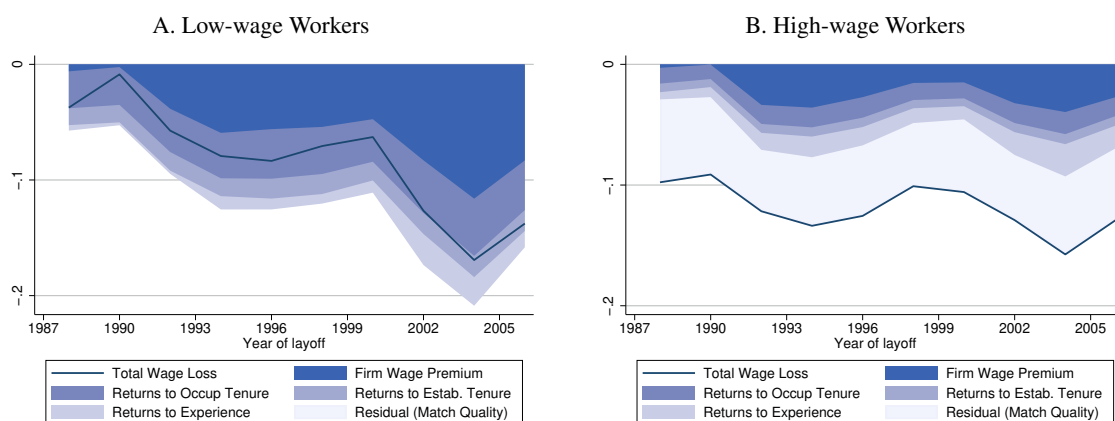 A. Low-wage Workers
0
-.1
-.2
1987 1990 1993 1996 1999 2002 2005
Year of layoff
Total Wage Loss Firm Wage Premium
Returns to Occup Tenure Returns to Estab. Tenure
Returns to Experience Residual (Match Quality)
B. High-wage Workers
0
-.1
-.2
1987 1990 1993 1996 1999 2002 2005
Year of layoff
Total Wage Loss Firm Wage Premium
Returns to Occup Tenure Returns to Estab. Tenure
Returns to Experience Residual (Match Quality)